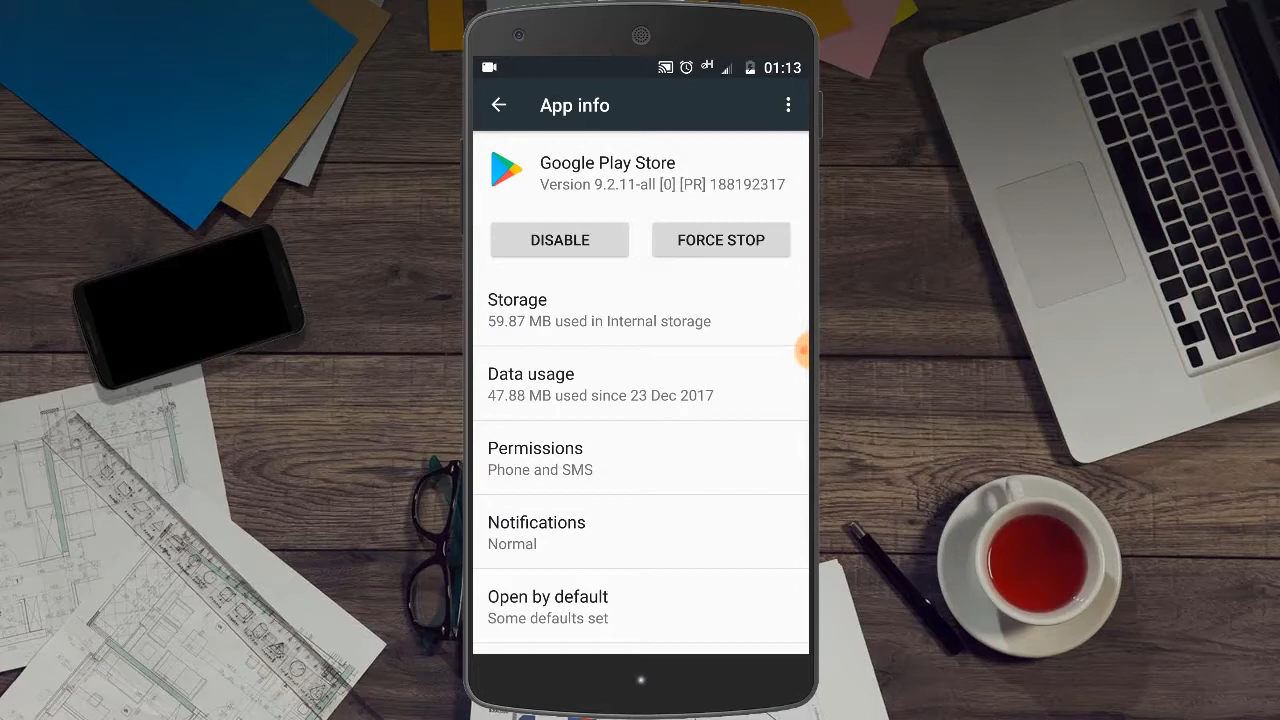 01:13
App info
Google Play Store
Version 9.2.11-all [0] [PR] 188192317
DISABLE
FORCE STOP
Storage
59.87 MB used in Internal storage
Data usage
47.88 MB used since 23 Dec 2017
Permissions
Phone and SMS
Notifications
Normal
Open by default
Some defaults set